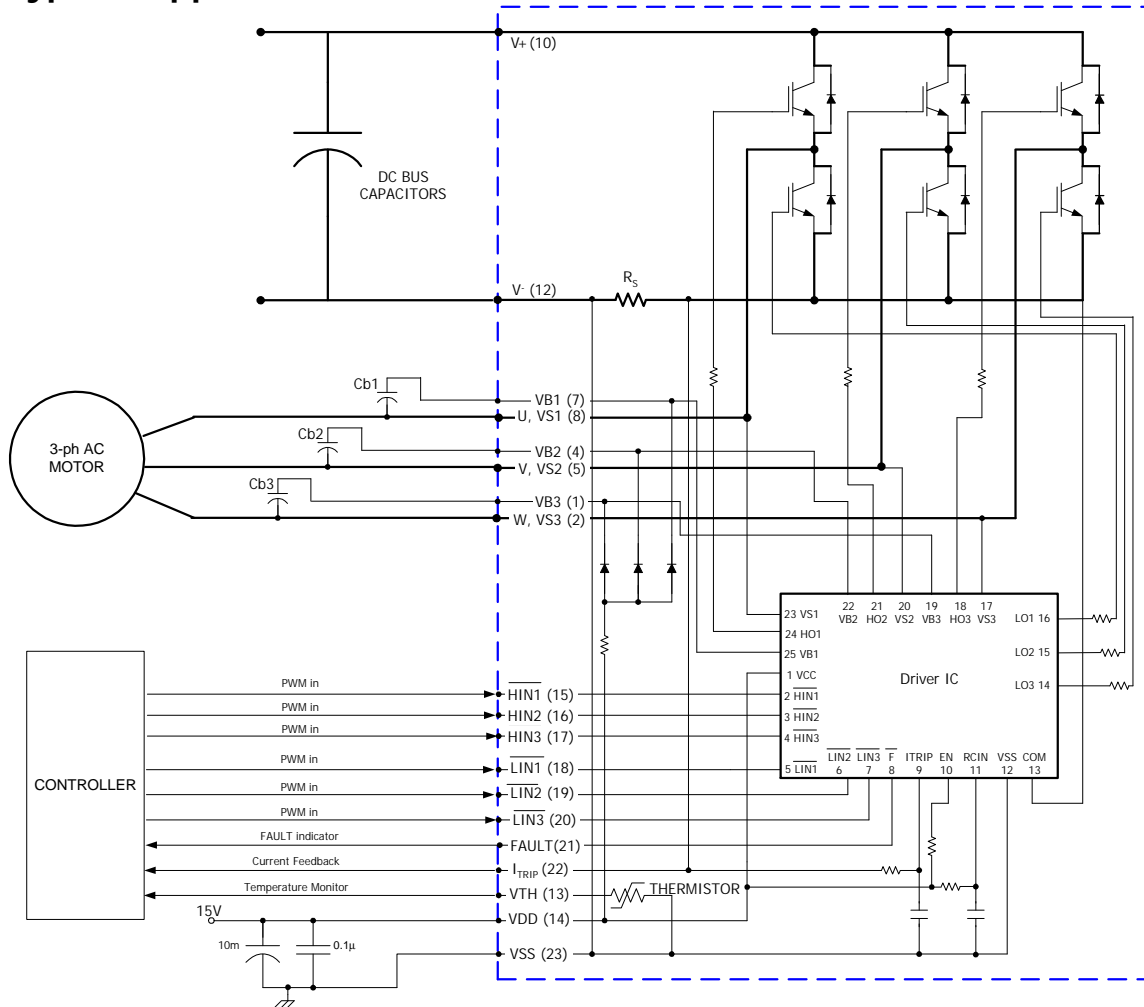 V+ (10)
DC BUS
CAPACITORS
V- (12)
RS
Cb1
VB1 (7)
U, VS1 (8)
3-ph AC
MOTOR
Cb2
VB2 (4)
V, VS2 (5)
Cb3
VB3 (1)
W, VS3 (2)
23 VS1
22
VB2
21
HO2
20
VS2
19
VB3
18
HO3
17
VS3
LO1 16
24 HO1
25 VB1
LO2 15
1 VCC
Driver IC
LO3 14
2 HIN1
3 HIN2
4 HIN3
5 LIN1
LIN2
6
LIN3
7
F
8
ITRIP
9
EN
10
RCIN
11
VSS
12
COM
13
CONTROLLER
PWM in
HIN1 (15)
PWM in
HIN2 (16)
PWM in
HIN3 (17)
PWM in
LIN1 (18)
PWM in
LIN2 (19)
PWM in
LIN3 (20)
FAULT indicator
FAULT(21)
Current Feedback
ITRIP (22)
Temperature Monitor
VTH (13)
THERMISTOR
15V
VDD (14)
10m
0.1µ
VSS (23)